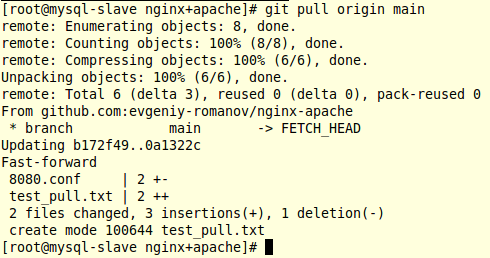 [root@mysql-slave nginx+apache]# git pull origin main
remote: Enumerating objects: 8, done.
remote: Counting objects: 100% (8/8), done.
remote: Compressing objects: 100% (6/6), done.
Unpacking objects: 100% (6/6), done.
remote: Total 6 (delta 3), reused 0 (delta 0), pack-reused 0
From github.com:evgeniy-romanov/nginx-apache
 * branch            main       -> FETCH_HEAD
Updating b172f49..0a1322c
Fast-forward
 8080.conf     | 2 +-
 test_pull.txt | 2 ++
 2 files changed, 3 insertions(+), 1 deletion(-)
 create mode 100644 test_pull.txt
[root@mysql-slave nginx+apache]#